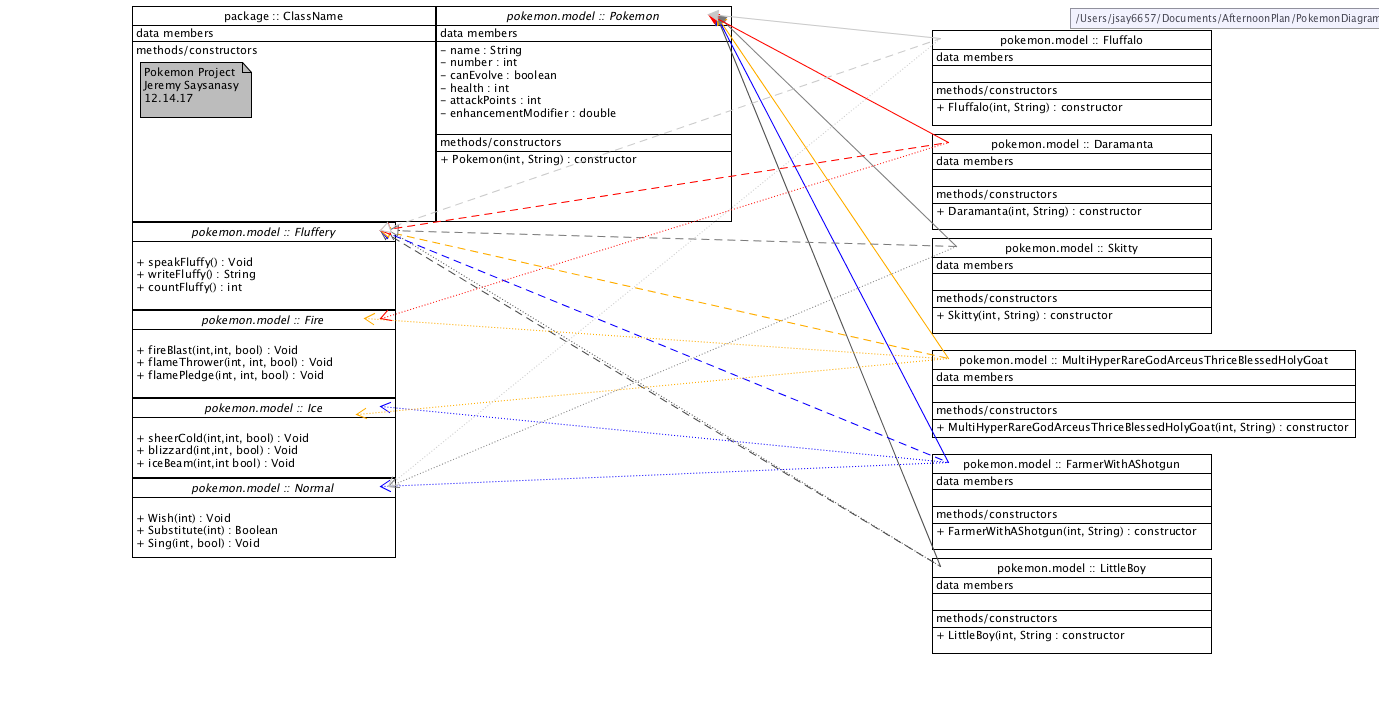 package :: ClassName
data members
methods/constructors
Pokemon Project
Jeremy Saysanasy
12.14.17
pokemon.model :: Pokemon
data members
– name : String
– number : int
– canEvolve : boolean
– health : int
– attackPoints : int
– enhancementModifier : double
methods/constructors
+ Pokemon(int, String) : constructor
pokemon.model :: Fluffery
+ speakFluffy() : Void
+ writeFluffy() : String
+ countFluffy() : int
pokemon.model :: Fire
+ fireBlast(int,int, bool) : Void
+ flameThrower(int, int, bool) : Void
+ flamePledge(int, int, bool) : Void
pokemon.model :: Ice
+ sheerCold(int,int, bool) : Void
+ blizzard(int,int, bool) : Void
+ iceBeam(int,int bool) : Void
pokemon.model :: Normal
+ Wish(int) : Void
+ Substitute(int) : Boolean
+ Sing(int, bool) : Void
/Users/jsay6657/Documents/AfternoonPlan/PokemonDiagram
pokemon.model :: Fluffalo
data members
methods/constructors
+ Fluffalo(int, String) : constructor
pokemon.model :: Daramanta
data members
methods/constructors
+ Daramanta(int, String) : constructor
pokemon.model :: Skitty
data members
methods/constructors
+ Skitty(int, String) : constructor
pokemon.model :: MultiHyperRareGodArceusThriceBlessedHolyGoat
data members
methods/constructors
+ MultiHyperRareGodArceusThriceBlessedHolyGoat(int, String) : constructor
pokemon.model :: FarmerWithAShotgun
data members
methods/constructors
+ FarmerWithAShotgun(int, String) : constructor
pokemon.model :: LittleBoy
data members
methods/constructors
+ LittleBoy(int, String : constructor